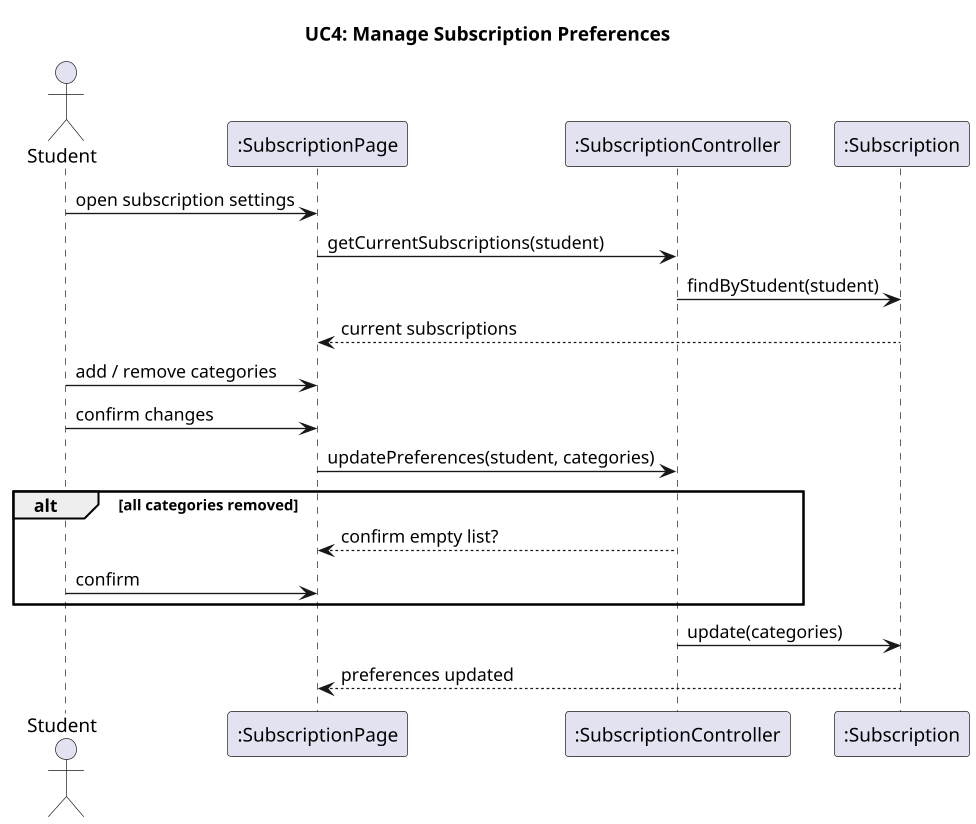 UC4: Manage Subscription Preferences
Student
:SubscriptionPage
:SubscriptionController
:Subscription
open subscription settings
getCurrentSubscriptions(student)
findByStudent(student)
current subscriptions
add / remove categories
confirm changes
updatePreferences(student, categories)
alt
[all categories removed]
confirm empty list?
confirm
update(categories)
preferences updated
Student
:SubscriptionPage
:SubscriptionController
:Subscription